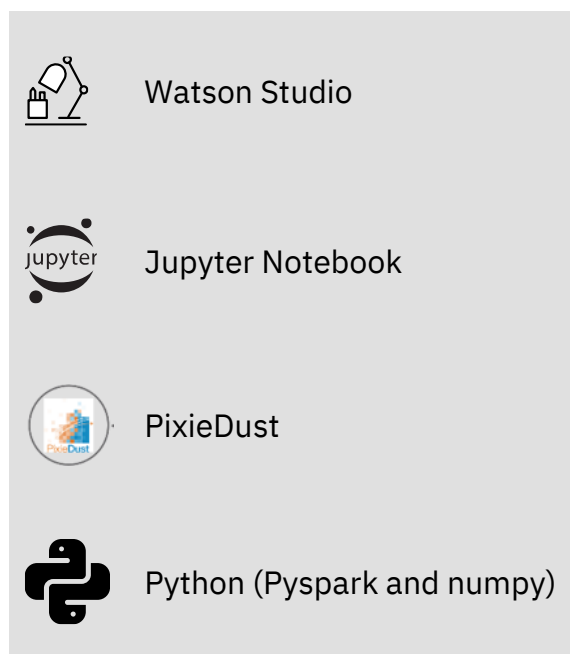 Watson Studio
jupyter
Jupyter Notebook
PixieDust
PixieDust
Python (Pyspark and numpy)